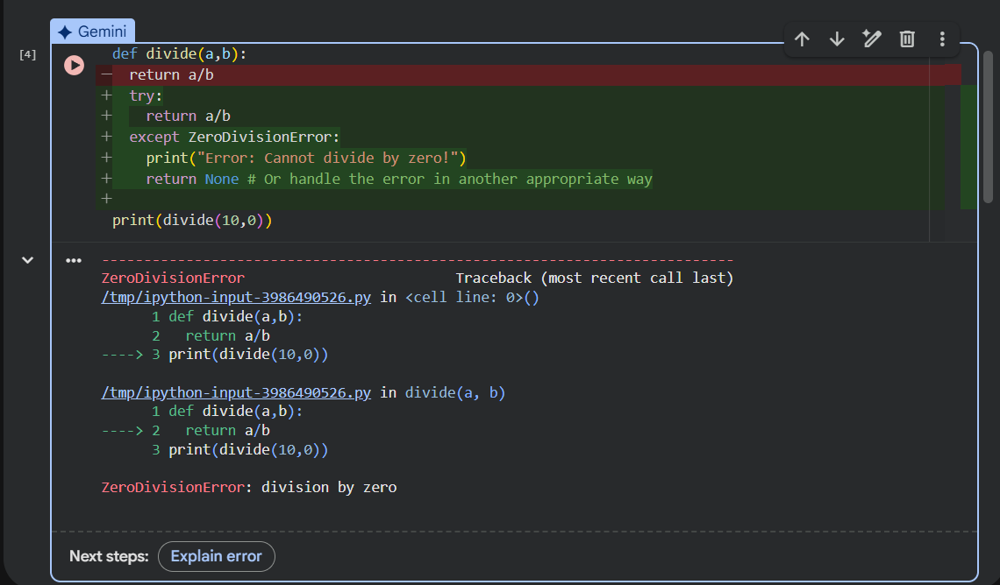 Gemini
[4]
def divide(a,b):
−   return a/b
+   try:
+     return a/b
+   except ZeroDivisionError:
+     print("Error: Cannot divide by zero!")
+     return None # Or handle the error in another appropriate way
+
print(divide(10,0))
---------------------------------------------------------------------------
ZeroDivisionError                         Traceback (most recent call last)
/tmp/ipython-input-3986490526.py in <cell line: 0>()
      1 def divide(a,b):
      2   return a/b
----> 3 print(divide(10,0))
/tmp/ipython-input-3986490526.py in divide(a, b)
      1 def divide(a,b):
----> 2   return a/b
      3 print(divide(10,0))
ZeroDivisionError: division by zero
Next steps: Explain error